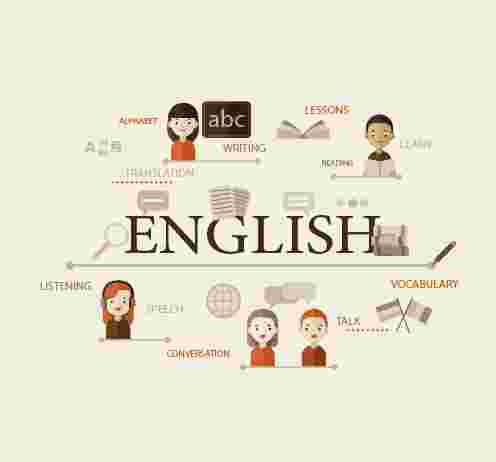 LESSONS
ALPHABET
abc
WRITING
LEARN
READING
TRANSLATION
ENGLISH
LISTENING
VOCABULARY
SPEECH
TALK
CONVERSATION